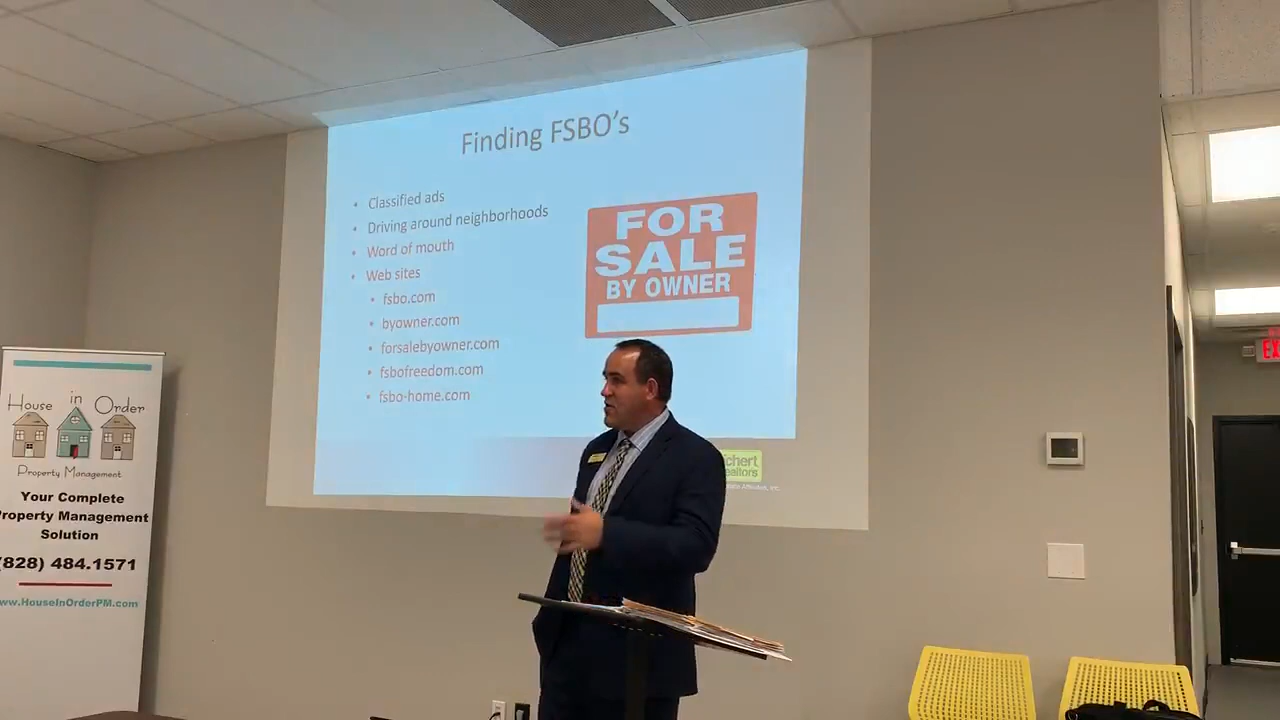 Finding FSBO's
• Classified ads
• Driving around neighborhoods
• Word of mouth
• Web sites
• fsbo.com
• byowner.com
• forsalebyowner.com
• fsbofreedom.com
• fsbo-home.com
FOR
SALE
BY OWNER
House in Order
Property Management
Your Complete
Property Management
Solution
(828) 484.1571
www.HouseInOrderPM.com